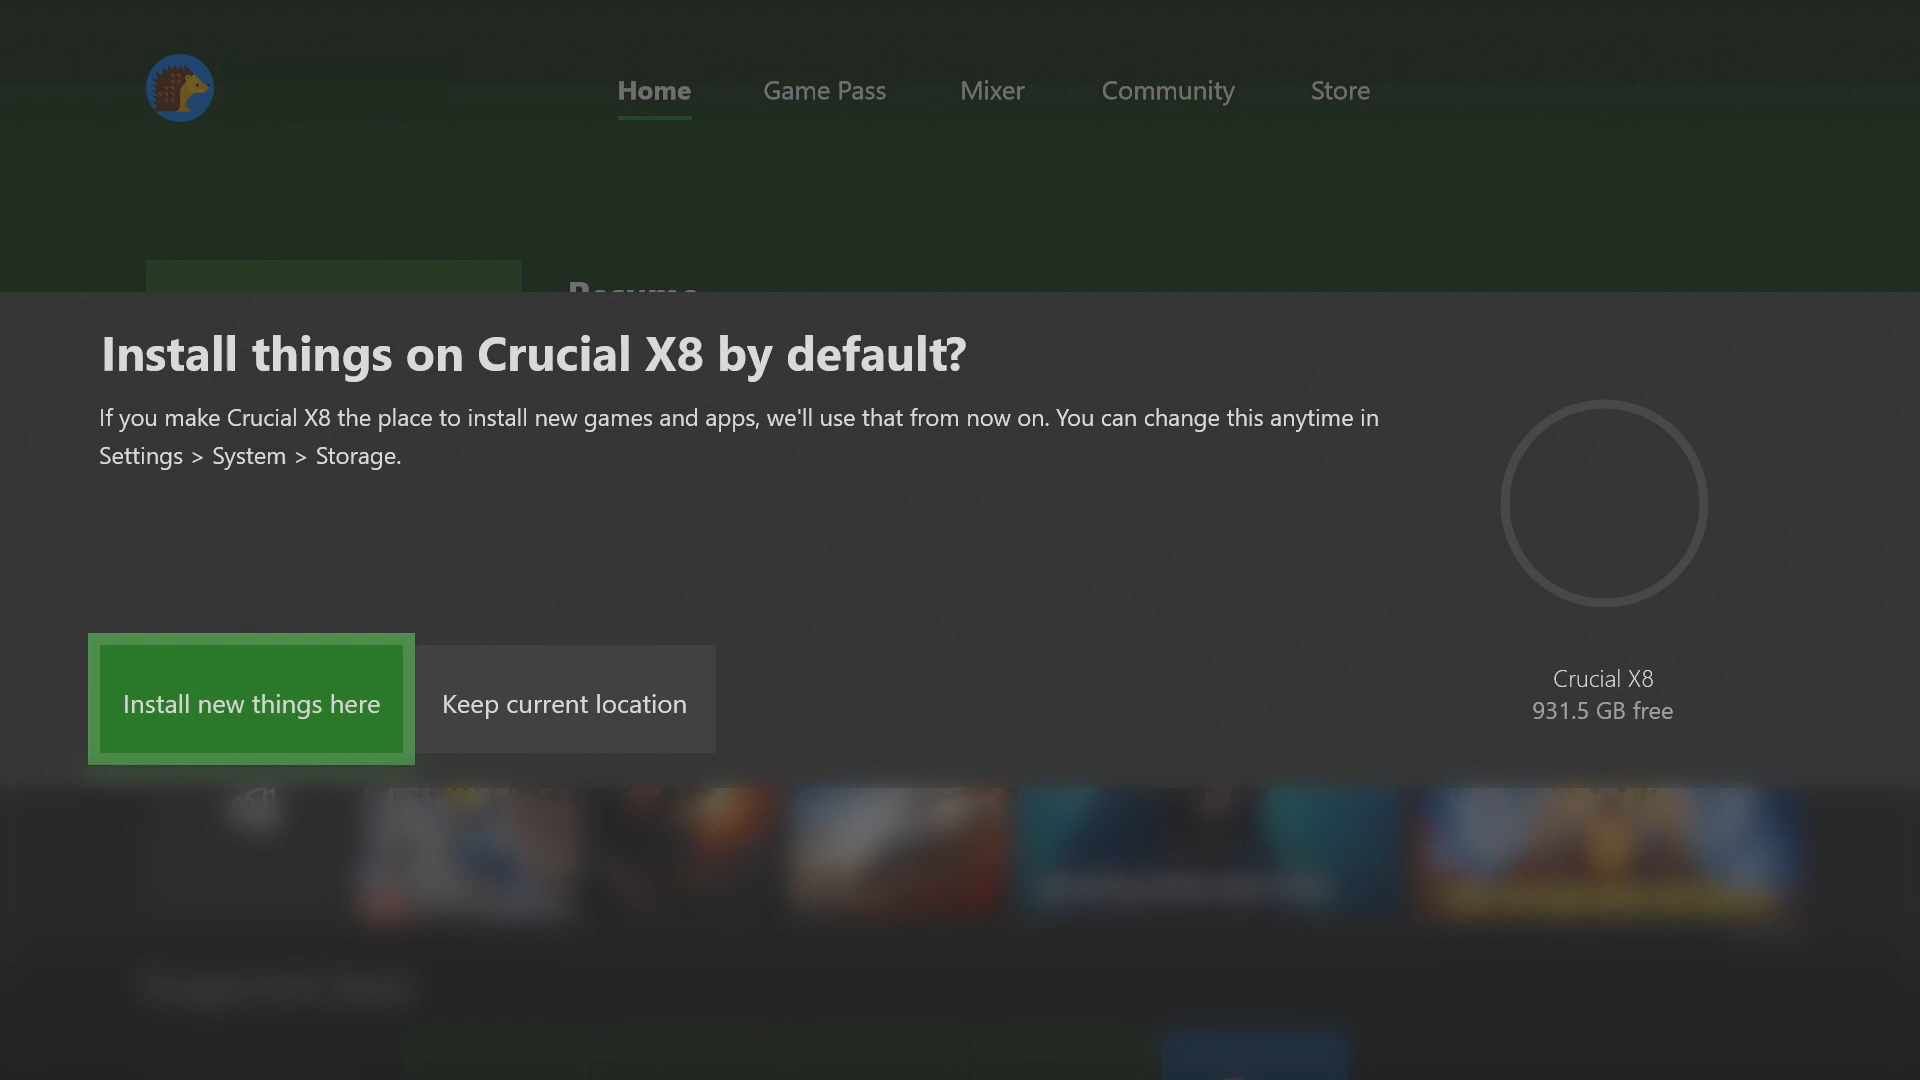 Home Game Pass Mixer Community Store
Resume
Install things on Crucial X8 by default?
If you make Crucial X8 the place to install new games and apps, we'll use that from now on. You can change this anytime in
Settings > System > Storage.
Install new things here
Keep current location
Crucial X8
931.5 GB free